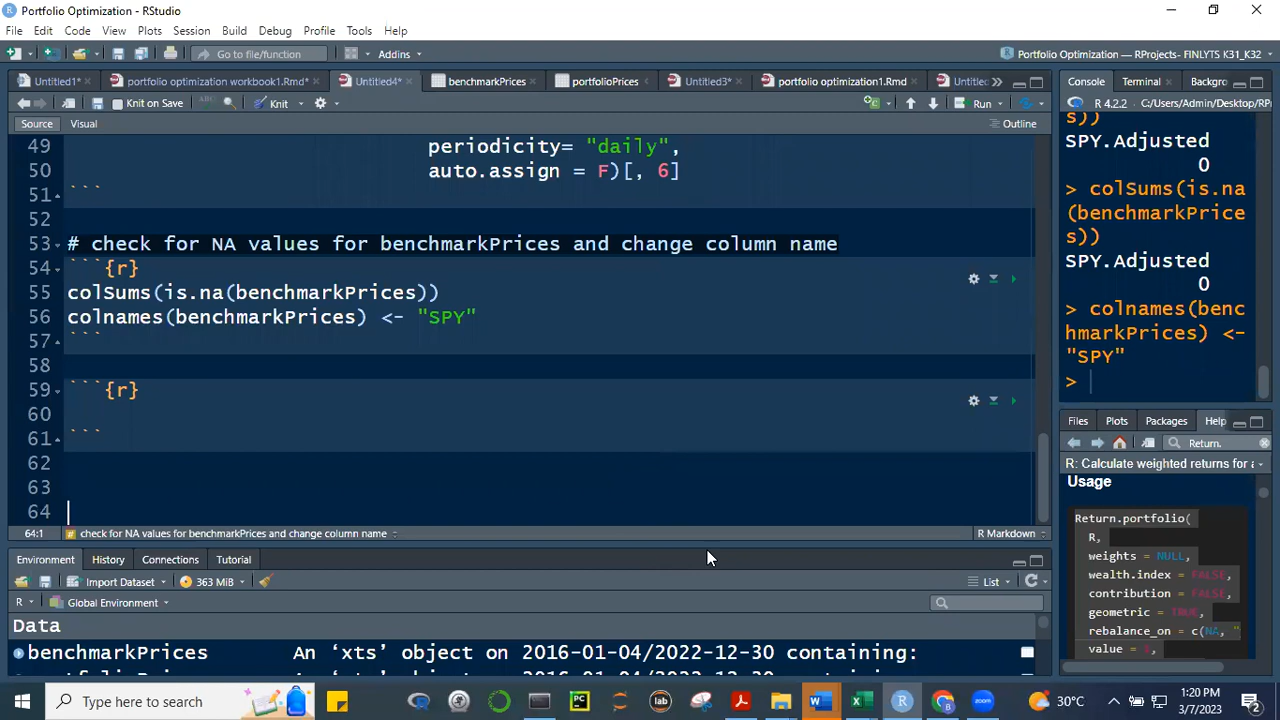 Portfolio Optimization - RStudio
File Edit Code View Plots Session Build Debug Profile Tools Help
Go to file/function Addins Portfolio Optimization — RProjects- FINLYTS K31_K32
Untitled1* portfolio optimization workbook1.Rmd* Untitled4* benchmarkPrices portfolioPrices Untitled3* portfolio optimization1.Rmd Untitled
Knit on Save Knit Run
Source Visual Outline
49 periodicity= "daily",
50 auto.assign = F)[, 6]
51 ```
52
53 # check for NA values for benchmarkPrices and change column name
54 ```{r}
55 colSums(is.na(benchmarkPrices))
56 colnames(benchmarkPrices) <- "SPY"
57 ```
58
59 ```{r}
60
61 ```
62
63
64
64:1 # check for NA values for benchmarkPrices and change column name R Markdown
Environment History Connections Tutorial
Import Dataset 363 MiB List
R Global Environment
Data
benchmarkPrices An ‘xts’ object on 2016-01-04/2022-12-30 containing:
Console Terminal Backgro
R 4.2.2 C:/Users/Admin/Desktop/RP
s))
SPY.Adjusted
0
> colSums(is.na
(benchmarkPrice
s))
SPY.Adjusted
0
> colnames(benc
hmarkPrices) <-
"SPY"
>
Files Plots Packages Help
Return.
R: Calculate weighted returns for a
Usage
Return.portfolio(
R,
weights = NULL,
wealth.index = FALSE,
contribution = FALSE,
geometric = TRUE,
rebalance_on = c(NA, "
value = 1,
Type here to search
PC
lab
30°C
1:20 PM
3/7/2023
2